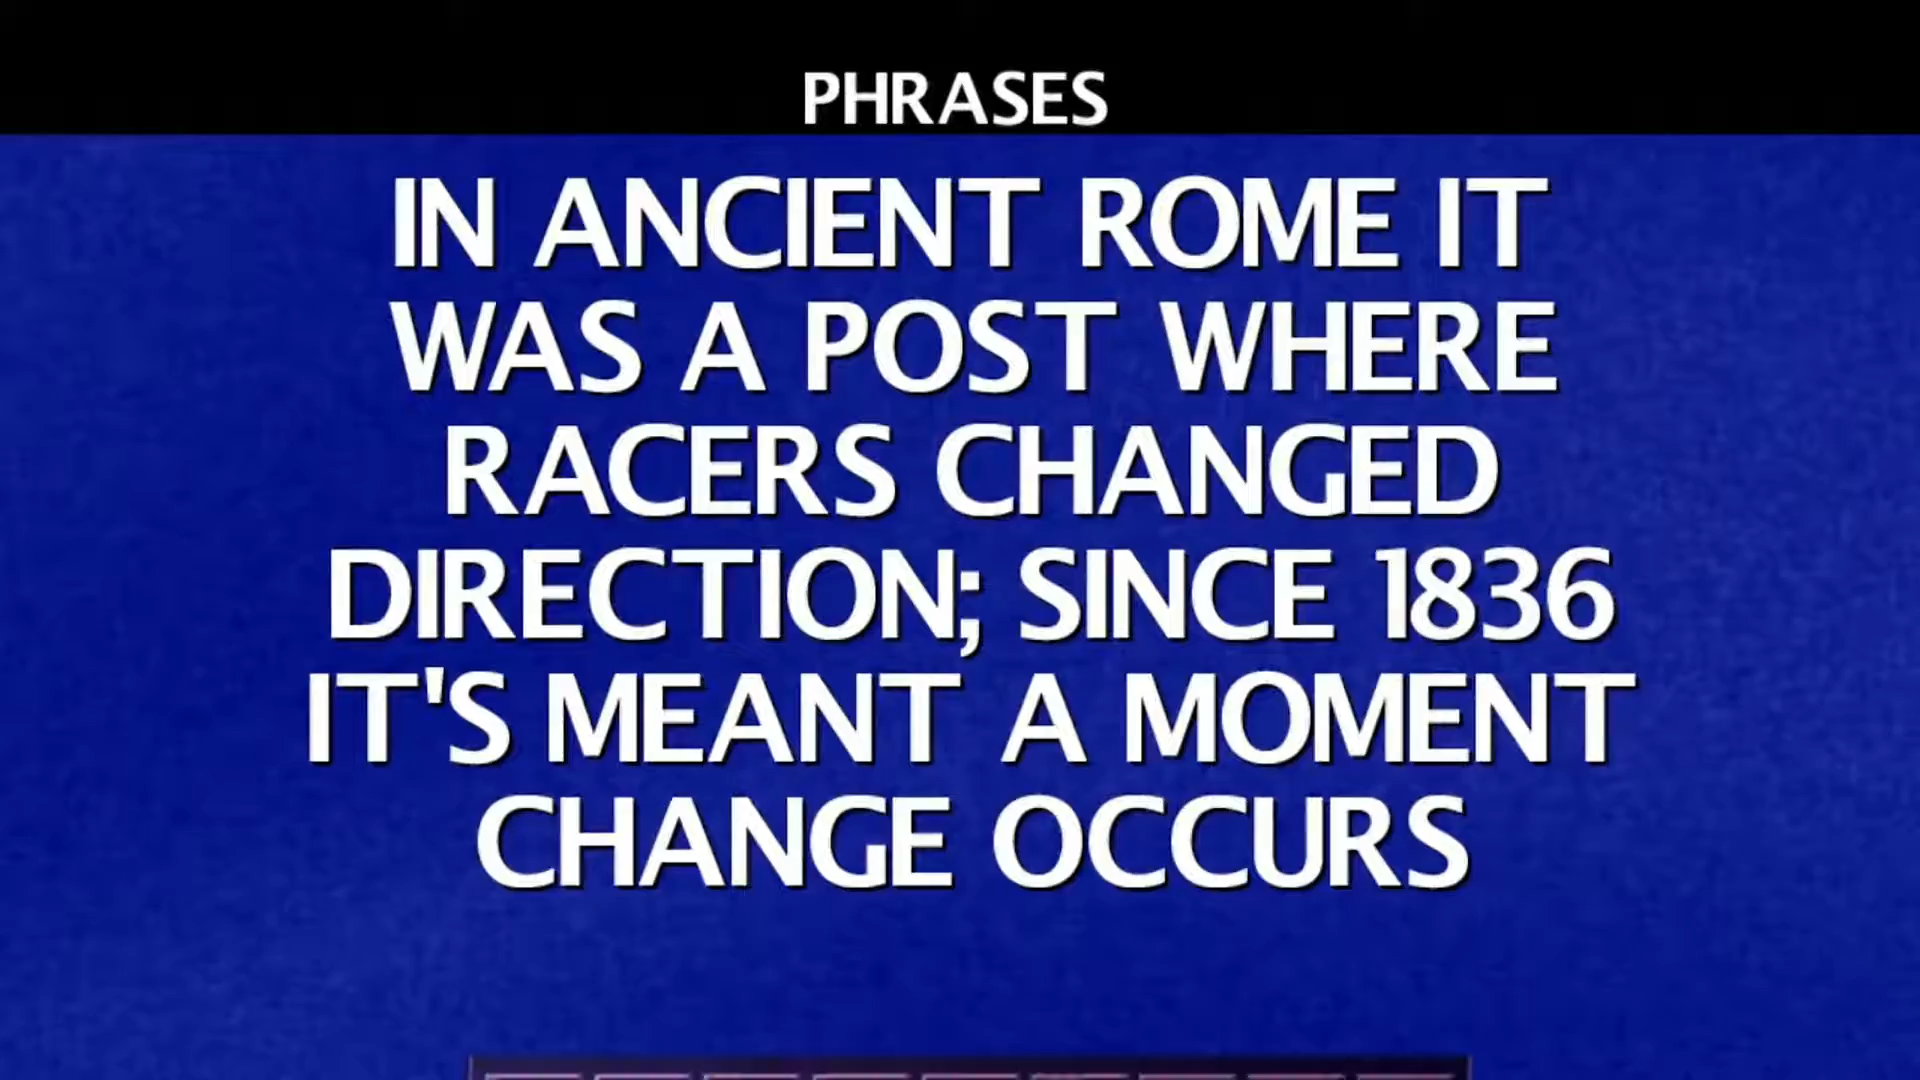 PHRASES
IN ANCIENT ROME IT
WAS A POST WHERE
RACERS CHANGED
DIRECTION; SINCE 1836
IT'S MEANT A MOMENT
CHANGE OCCURS